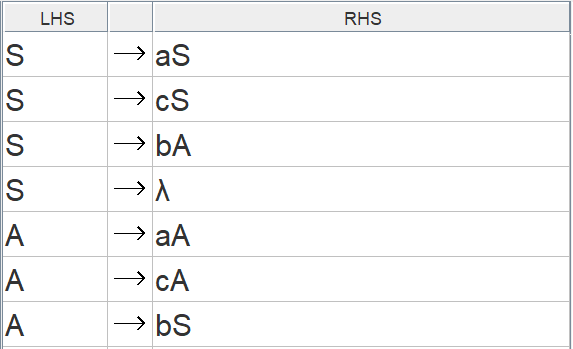 LHS RHS
S → aS
S → cS
S → bA
S → λ
A → aA
A → cA
A → bS